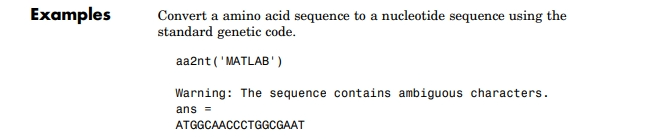 Examples
Convert a amino acid sequence to a nucleotide sequence using the
standard genetic code.
aa2nt('MATLAB')
Warning: The sequence contains ambiguous characters.
ans =
ATGGCAACCCTGGCGAAT